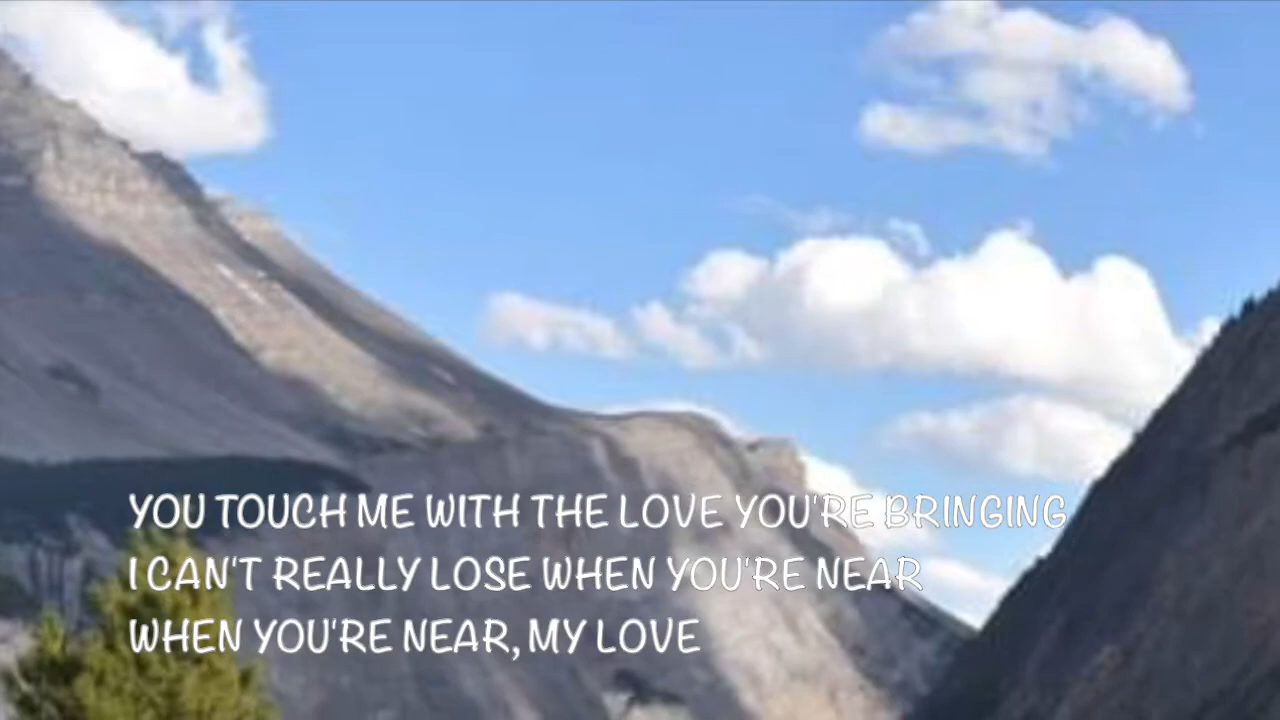 YOU TOUCH ME WITH THE LOVE YOU'RE BRINGING
I CAN'T REALLY LOSE WHEN YOU'RE NEAR
WHEN YOU'RE NEAR, MY LOVE